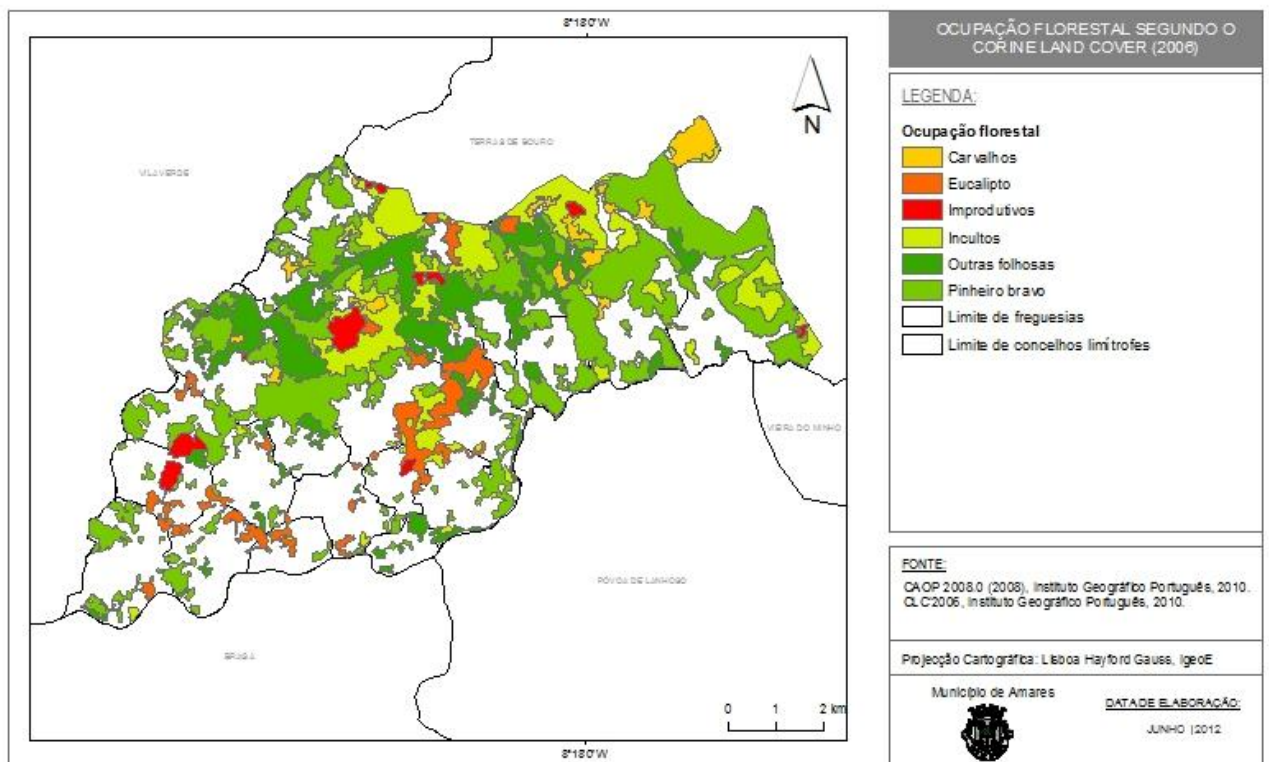 8°18'0"W
OCUPAÇÃO FLORESTAL SEGUNDO O
CORINE LAND COVER (2006)
N
TERRAS DE BOURO
VILA VERDE
VIEIRA DO MINHO
PÓVOA DE LANHOSO
BRAGA
0 1 2 km
8°18'0"W
LEGENDA:
Ocupação florestal
Carvalhos
Eucalipto
Improdutivos
Incultos
Outras folhosas
Pinheiro bravo
Limite de freguesias
Limite de concelhos limítrofes
FONTE:
CAOP 2008.0 (2008), Instituto Geográfico Português, 2010.
CLC'2006, Instituto Geográfico Português, 2010.
Projecção Cartográfica: Lisboa Hayford Gauss, IgeoE
Município de Amares
DATA DE ELABORAÇÃO:
JUNHO | 2012